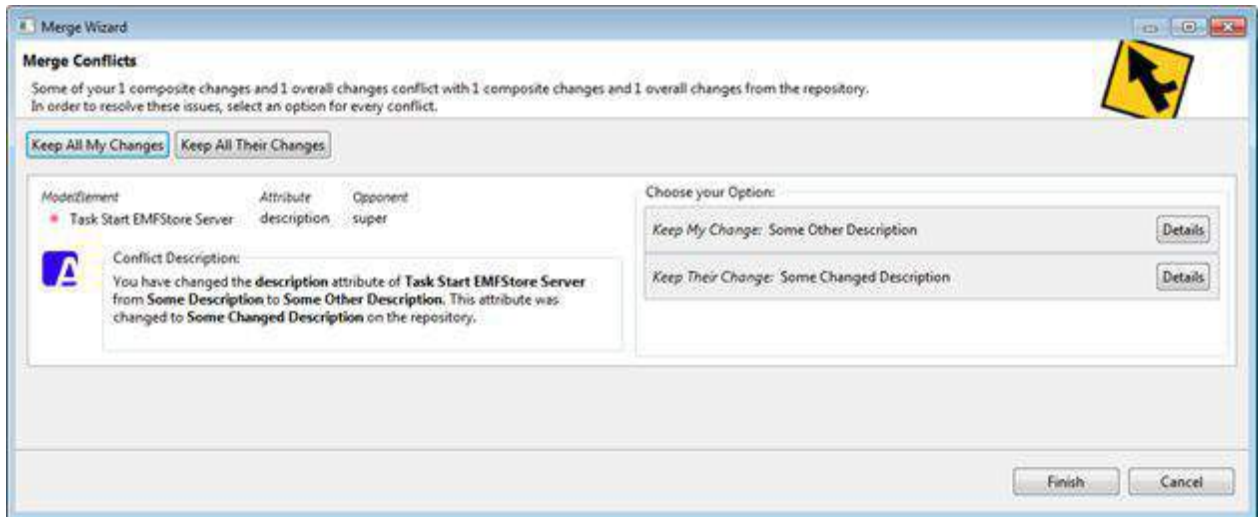 Merge Wizard
Merge Conflicts
Some of your 1 composite changes and 1 overall changes conflict with 1 composite changes and 1 overall changes from the repository.
In order to resolve these issues, select an option for every conflict.
Keep All My Changes Keep All Their Changes
ModelElement Attribute Opponent
Task Start EMFStore Server description super
Conflict Description:
You have changed the description attribute of Task Start EMFStore Server
from Some Description to Some Other Description. This attribute was
changed to Some Changed Description on the repository.
Choose your Option:
Keep My Change: Some Other Description Details
Keep Their Change: Some Changed Description Details
Finish Cancel